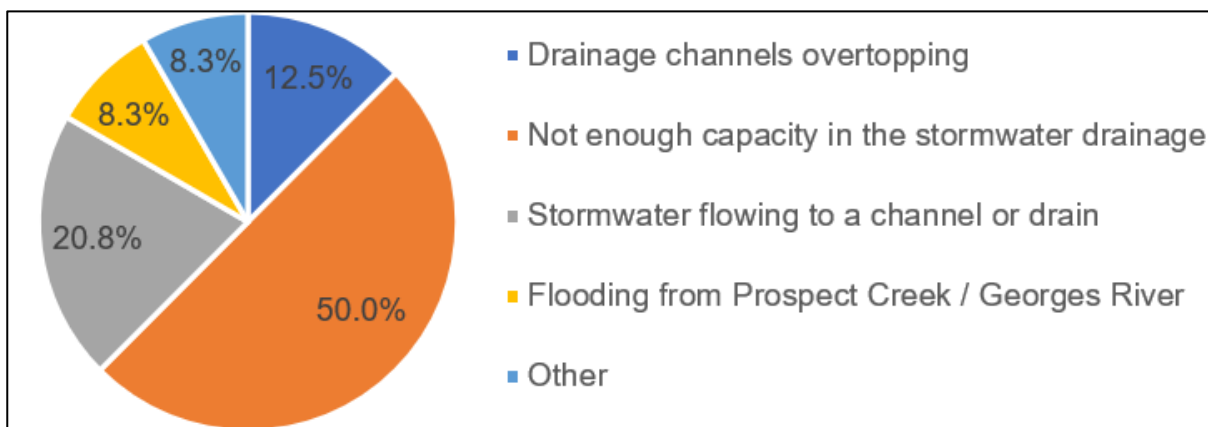 8.3%
12.5%
8.3%
20.8%
50.0%
Drainage channels overtopping
Not enough capacity in the stormwater drainage
Stormwater flowing to a channel or drain
Flooding from Prospect Creek / Georges River
Other